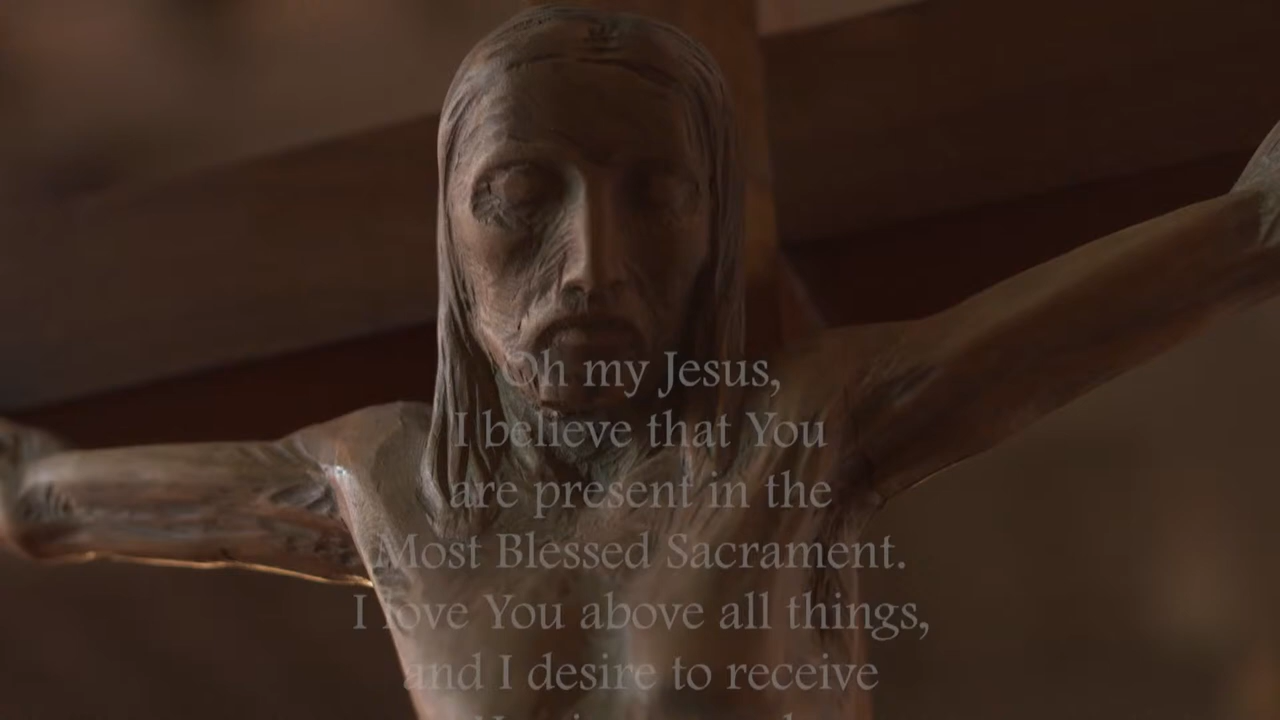 Oh my Jesus,
I believe that You
are present in the
Most Blessed Sacrament.
I love You above all things,
and I desire to receive